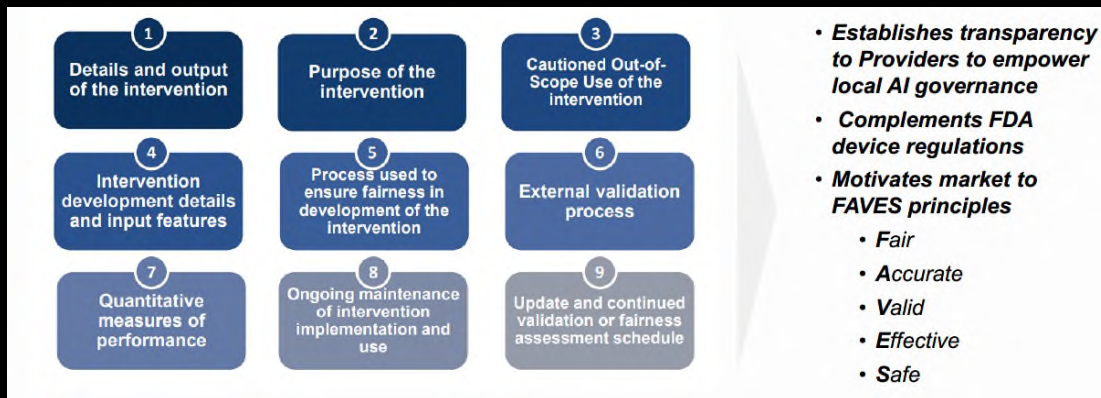 1
Details and output
of the intervention
2
Purpose of the
intervention
3
Cautioned Out-of-
Scope Use of the
intervention
4
Intervention
development details
and input features
5
Process used to
ensure fairness in
development of the
intervention
6
External validation
process
7
Quantitative
measures of
performance
8
Ongoing maintenance
of intervention
implementation and
use
9
Update and continued
validation or fairness
assessment schedule
• Establishes transparency
to Providers to empower
local AI governance
• Complements FDA
device regulations
• Motivates market to
FAVES principles
• Fair
• Accurate
• Valid
• Effective
• Safe